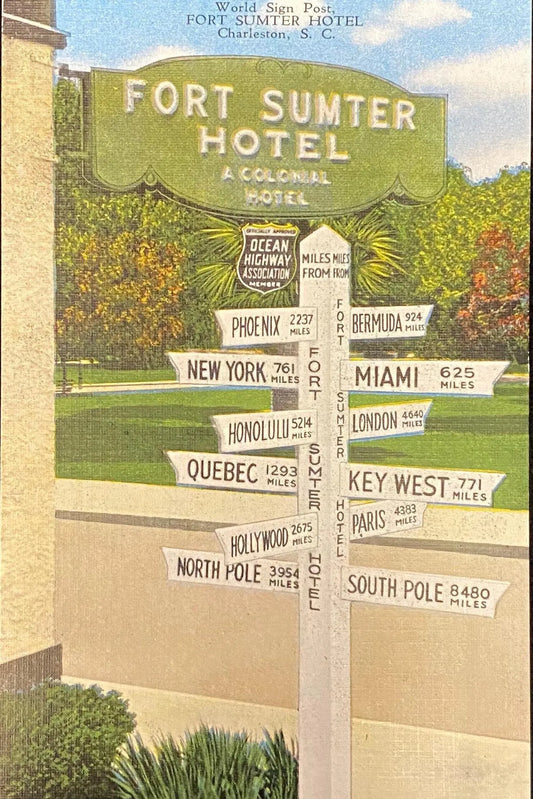 World Sign Post,
FORT SUMTER HOTEL
Charleston, S. C.
FORT SUMTER
HOTEL
A COLONIAL
HOTEL
OFFICIALLY APPROVED
OCEAN
HIGHWAY
ASSOCIATION
MEMBER
MILES MILES
FROM FROM
FORT SUMTER HOTEL
FORT SUMTER HOTEL
PHOENIX 2237 MILES
BERMUDA 924 MILES
NEW YORK 761 MILES
MIAMI 625 MILES
HONOLULU 5214 MILES
LONDON 4640 MILES
QUEBEC 1293 MILES
KEY WEST 771 MILES
HOLLYWOOD 2675 MILES
PARIS 4383 MILES
NORTH POLE 3954 MILES
SOUTH POLE 8480 MILES